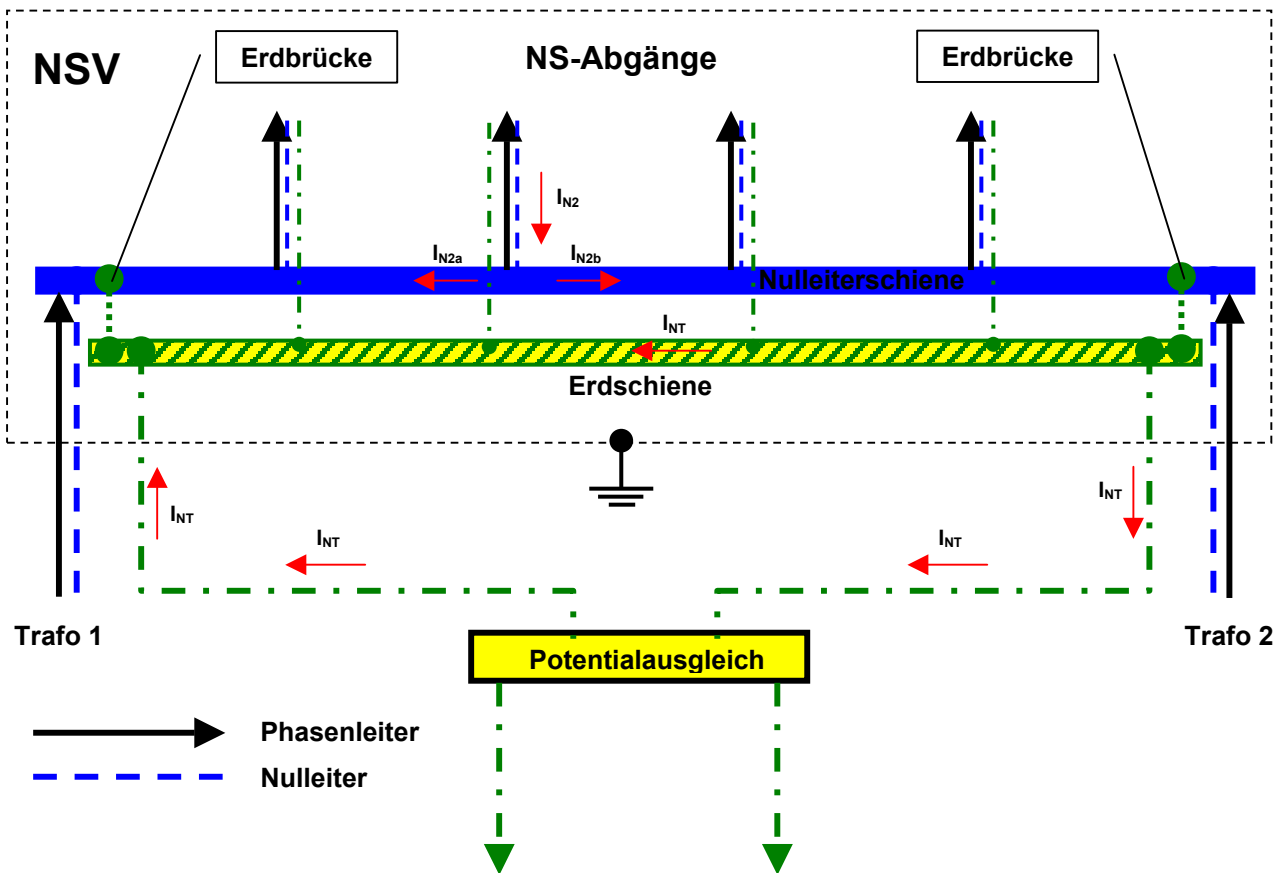 NSV
Erdbrücke
NS-Abgänge
Erdbrücke
IN2
IN2a
IN2b
Nulleiterschiene
INT
Erdschiene
INT
INT
INT
INT
Trafo 1
Trafo 2
Potentialausgleich
Phasenleiter
Nulleiter